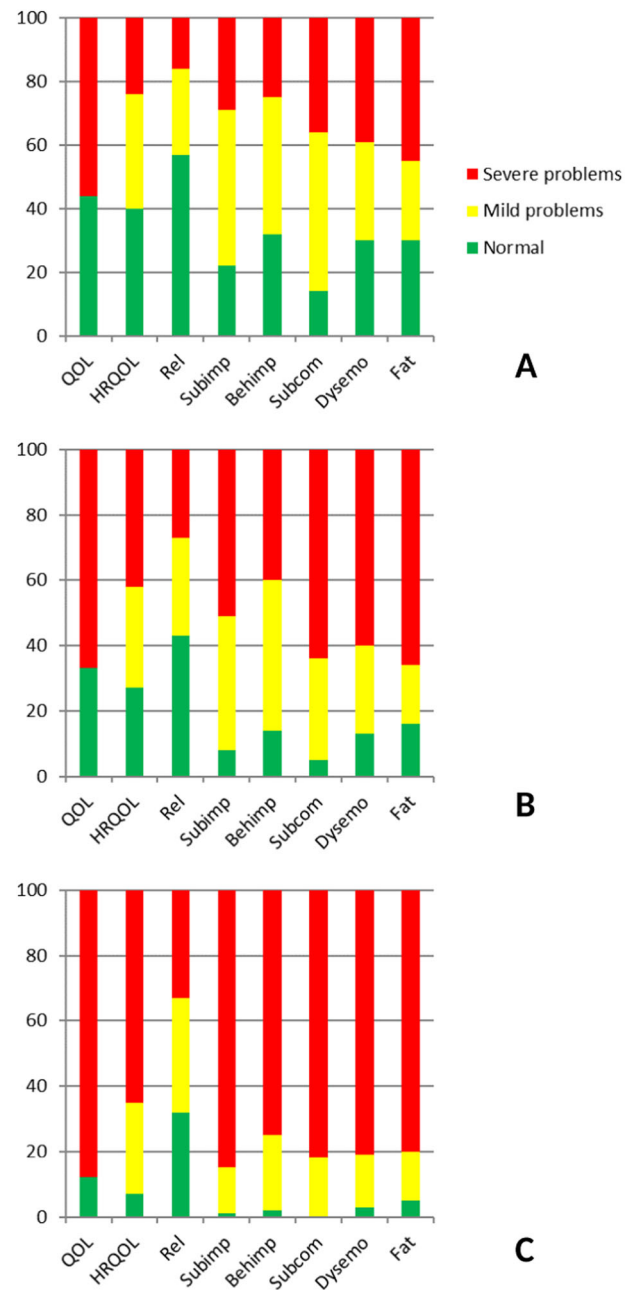 100
80
60
40
20
0
QOL
HRQOL
Rel
Subimp
Behimp
Subcom
Dysemo
Fat
Severe problems
Mild problems
Normal
A
100
80
60
40
20
0
QOL
HRQOL
Rel
Subimp
Behimp
Subcom
Dysemo
Fat
B
100
80
60
40
20
0
QOL
HRQOL
Rel
Subimp
Behimp
Subcom
Dysemo
Fat
C